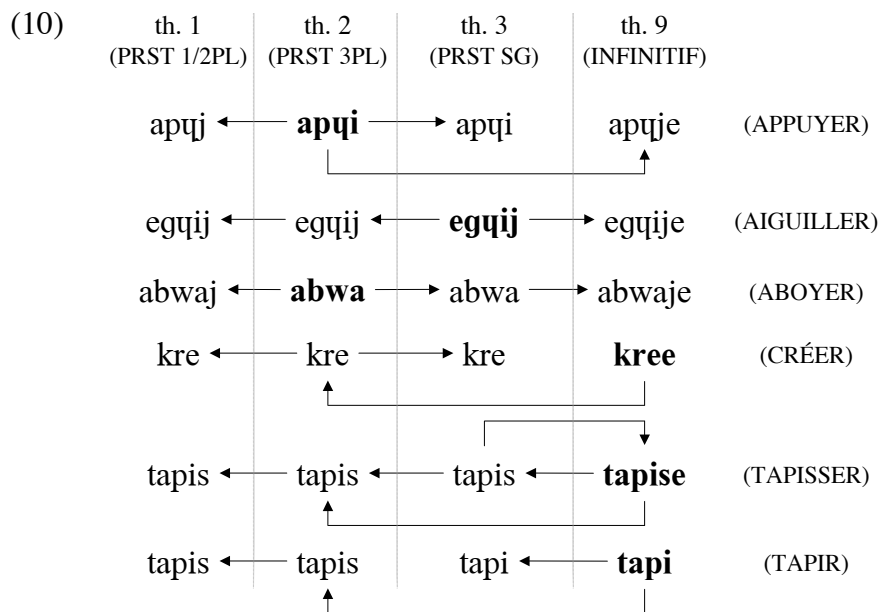 (10) th. 1 th. 2 th. 3 th. 9
(PRST 1/2PL) (PRST 3PL) (PRST SG) (INFINITIF)
apɥj apɥi apɥi apɥje (APPUYER)
egɥij egɥij egɥij egɥije (AIGUILLER)
abwaj abwa abwa abwaje (ABOYER)
kre kre kre kree (CRÉER)
tapis tapis tapis tapise (TAPISSER)
tapis tapis tapi tapi (TAPIR)